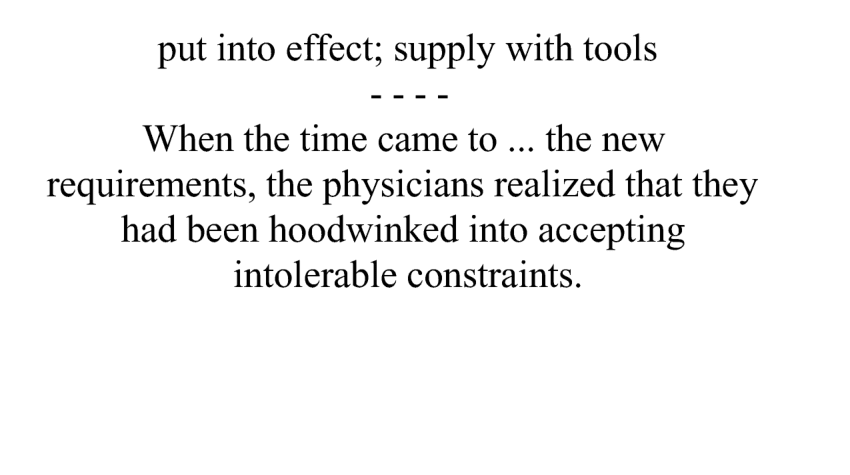 put into effect; supply with tools
- - - -
When the time came to ... the new
requirements, the physicians realized that they
had been hoodwinked into accepting
intolerable constraints.